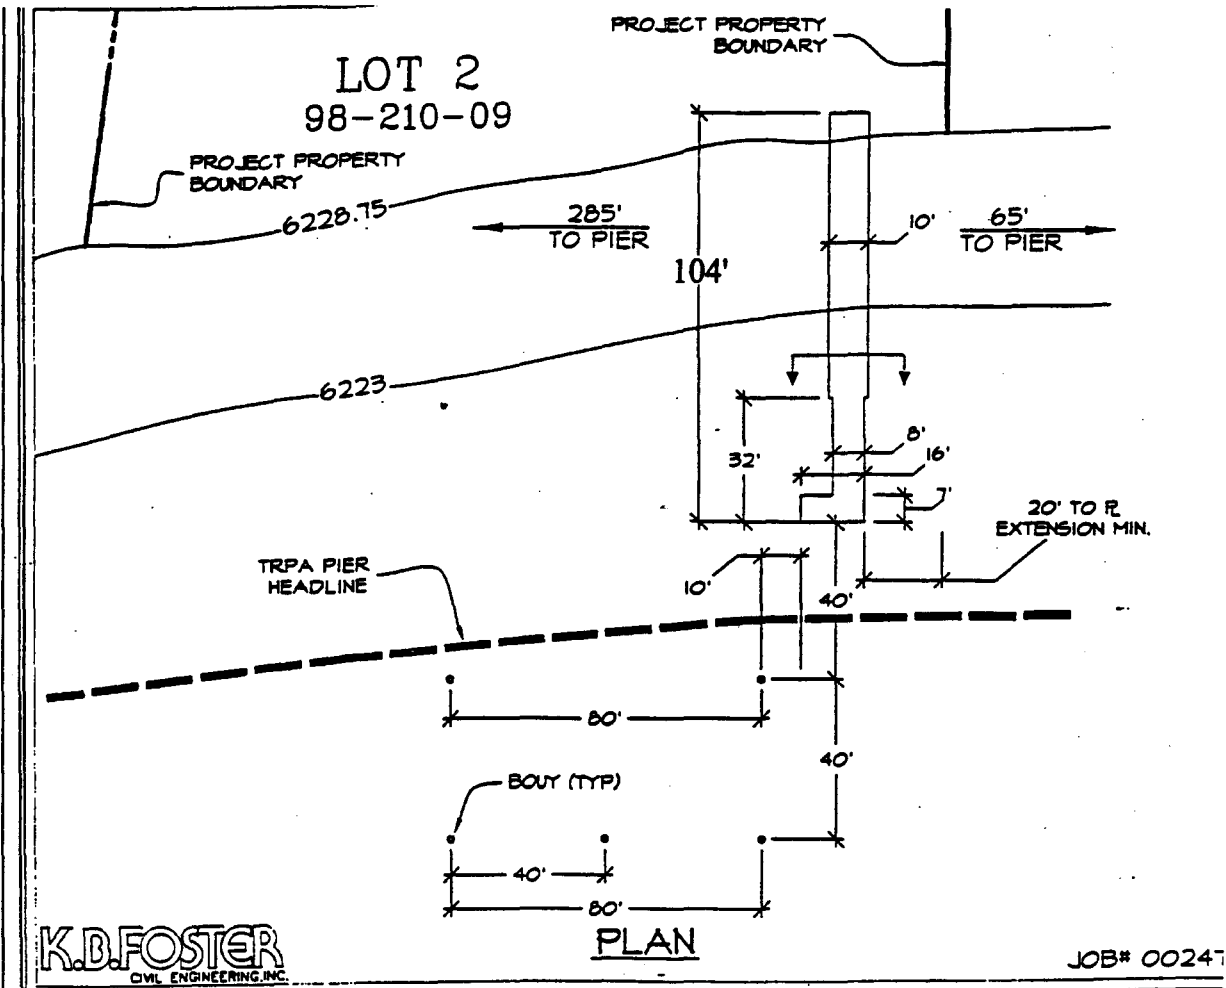 PROJECT PROPERTY
BOUNDARY
LOT 2
98-210-09
PROJECT PROPERTY
BOUNDARY
6228.75
285'
TO PIER
10'
65'
TO PIER
104'
6223
8'
32'
16'
7'
20' TO PL
EXTENSION MIN.
TRPA PIER
HEADLINE
10'
40'
80'
40'
BOUY (TYP)
40'
80'
PLAN
K.B.FOSTER
CIVIL ENGINEERING, INC.
JOB# 00247